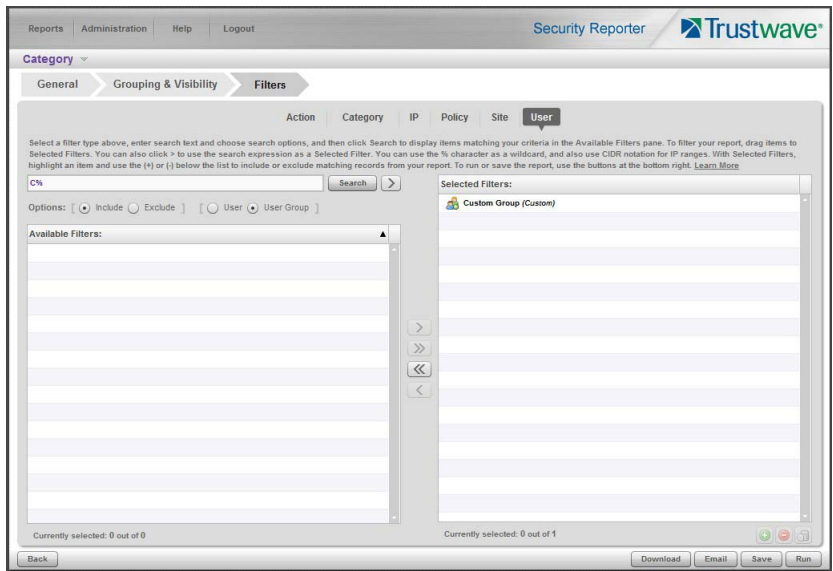 Reports Administration Help Logout Security Reporter Trustwave®
Category
General Grouping & Visibility Filters
Action Category IP Policy Site User
Select a filter type above, enter search text and choose search options, and then click Search to display items matching your criteria in the Available Filters pane. To filter your report, drag items to
Selected Filters. You can also click > to use the search expression as a Selected Filter. You can use the % character as a wildcard, and also use CIDR notation for IP ranges. With Selected Filters,
highlight an item and use the (+) or (-) below the list to include or exclude matching records from your report. To run or save the report, use the buttons at the bottom right. Learn More
C% Search > Selected Filters:
Options: [ Include Exclude ] [ User User Group ] Custom Group (Custom)
Available Filters:
Currently selected: 0 out of 0 Currently selected: 0 out of 1
Back Download Email Save Run